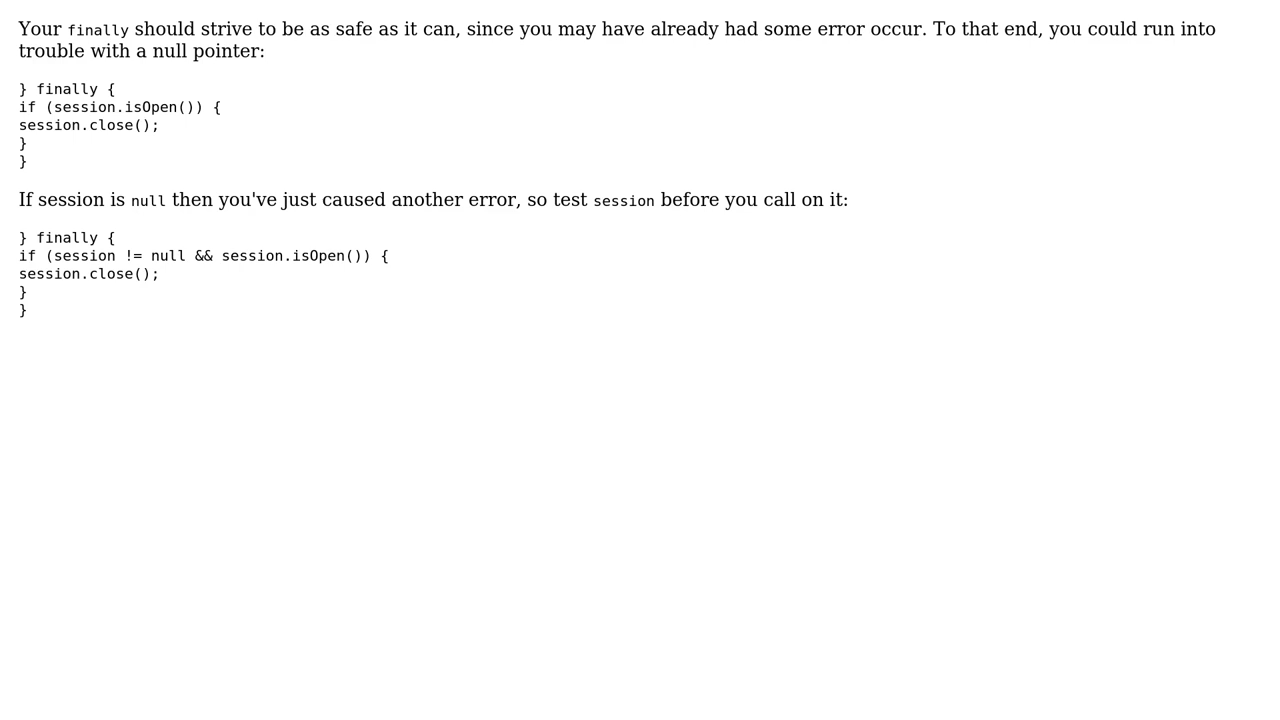 Your finally should strive to be as safe as it can, since you may have already had some error occur. To that end, you could run into
trouble with a null pointer:
} finally {
if (session.isOpen()) {
session.close();
}
}
If session is null then you've just caused another error, so test session before you call on it:
} finally {
if (session != null && session.isOpen()) {
session.close();
}
}